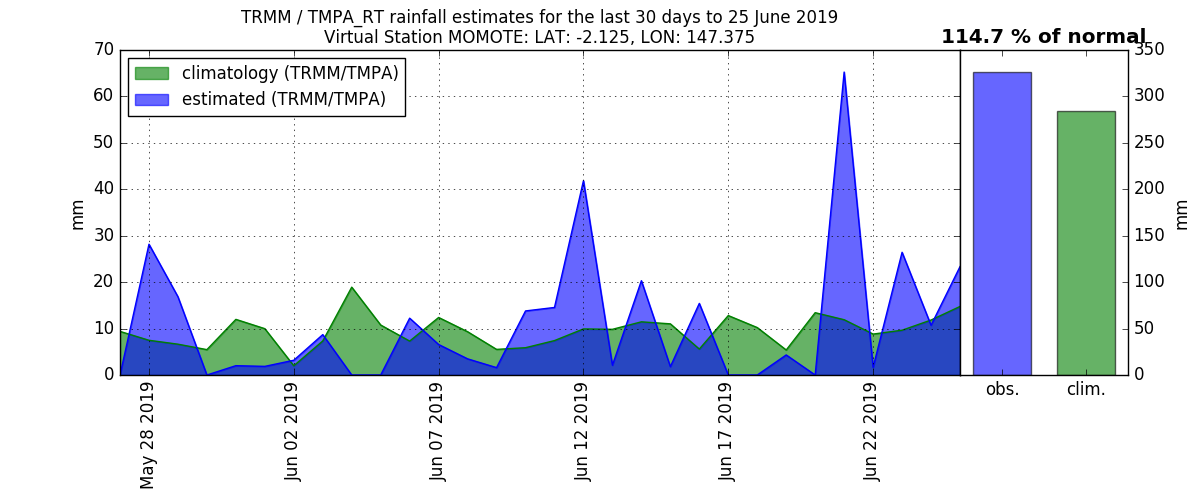 TRMM / TMPA_RT rainfall estimates for the last 30 days to 25 June 2019
Virtual Station MOMOTE: LAT: -2.125, LON: 147.375
114.7 % of normal
climatology (TRMM/TMPA)
estimated (TRMM/TMPA)
70
60
50
40
30
20
10
0
mm
350
300
250
200
150
100
50
0
mm
May 28 2019
Jun 02 2019
Jun 07 2019
Jun 12 2019
Jun 17 2019
Jun 22 2019
obs.
clim.